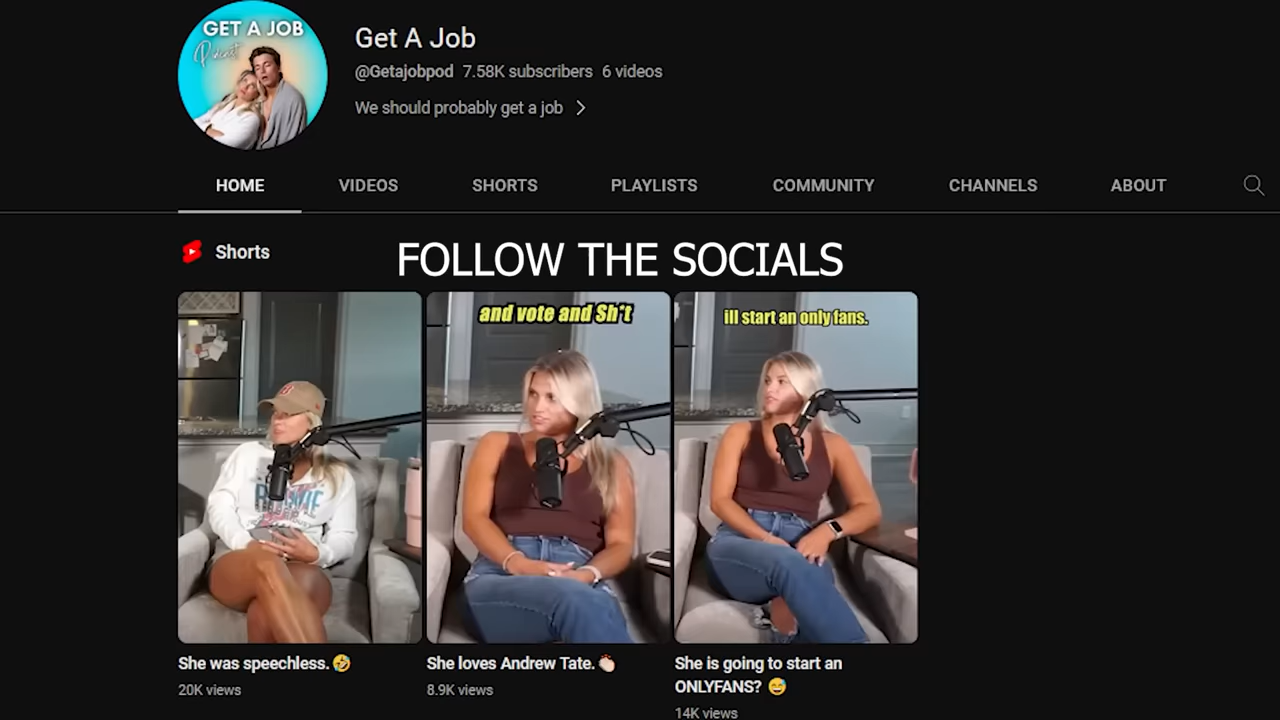 GET A JOB
Podcast
Get A Job
@Getajobpod 7.58K subscribers 6 videos
We should probably get a job
HOME VIDEOS SHORTS PLAYLISTS COMMUNITY CHANNELS ABOUT
Shorts
FOLLOW THE SOCIALS
and vote and Sh*t
ill start an only fans.
She was speechless. 🤣
20K views
She loves Andrew Tate. 👏🏻
8.9K views
She is going to start an
ONLYFANS? 😅
14K views